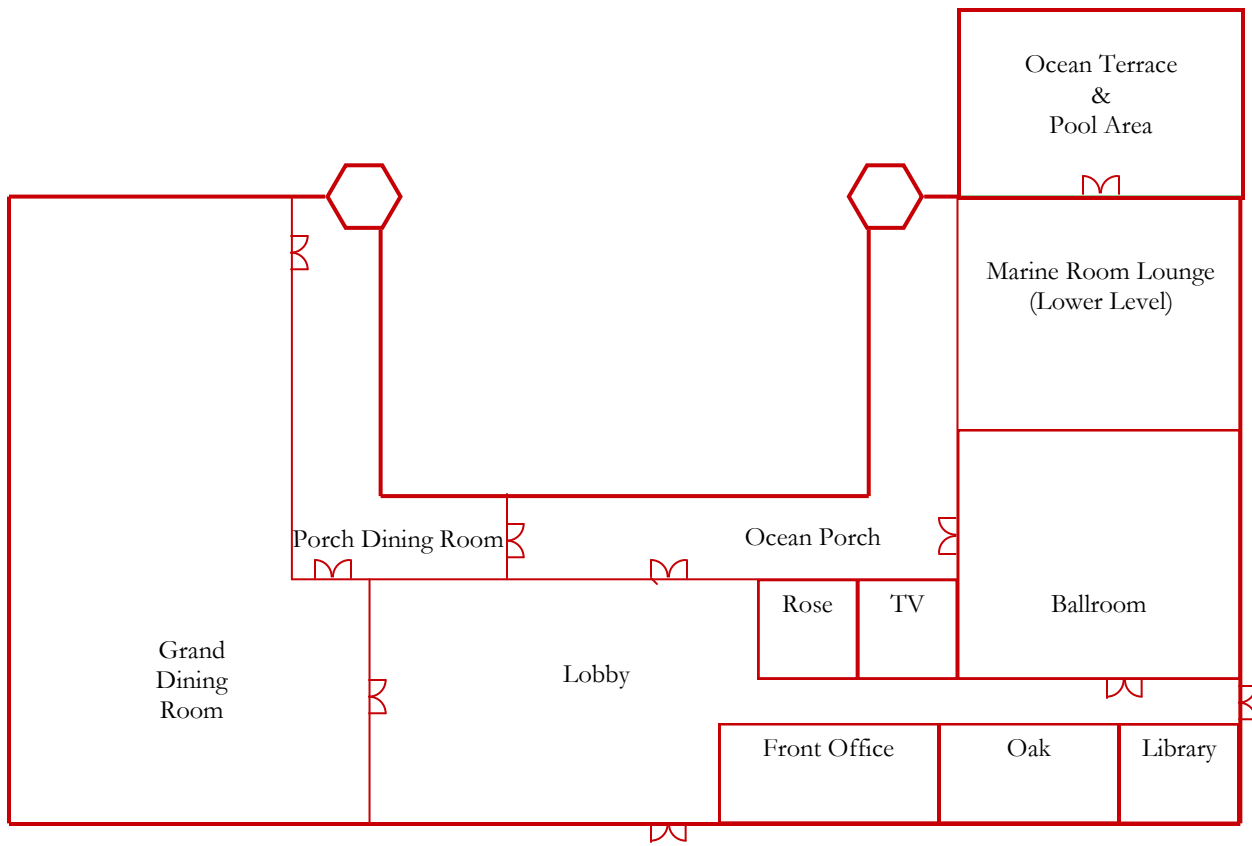 Ocean Terrace
&
Pool Area
Marine Room Lounge
(Lower Level)
Porch Dining Room
Ocean Porch
Rose
TV
Ballroom
Grand
Dining
Room
Lobby
Front Office
Oak
Library